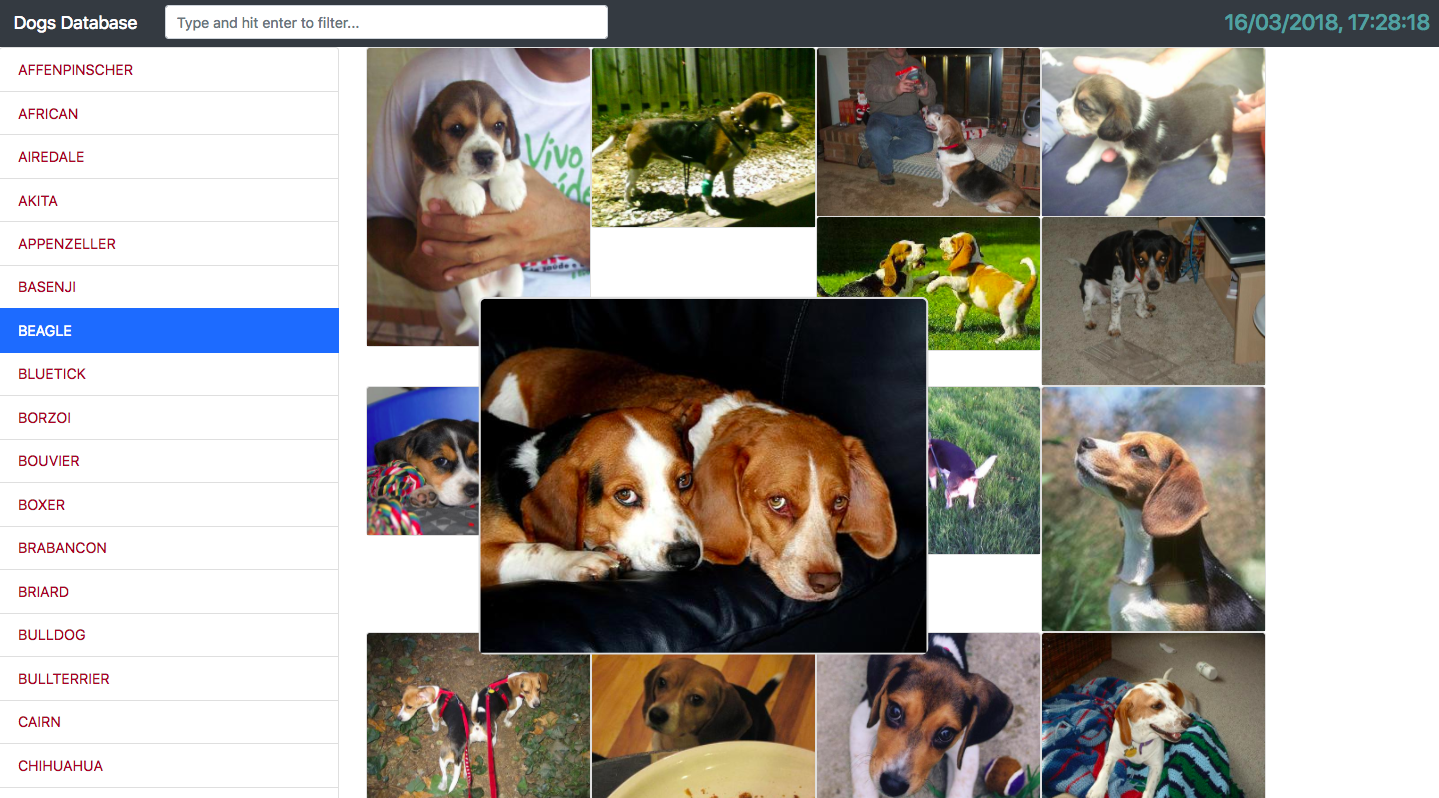 Dogs Database
Type and hit enter to filter...
16/03/2018, 17:28:18
AFFENPINSCHER
AFRICAN
AIREDALE
AKITA
APPENZELLER
BASENJI
BEAGLE
BLUETICK
BORZOI
BOUVIER
BOXER
BRABANCON
BRIARD
BULLDOG
BULLTERRIER
CAIRN
CHIHUAHUA
Vivo